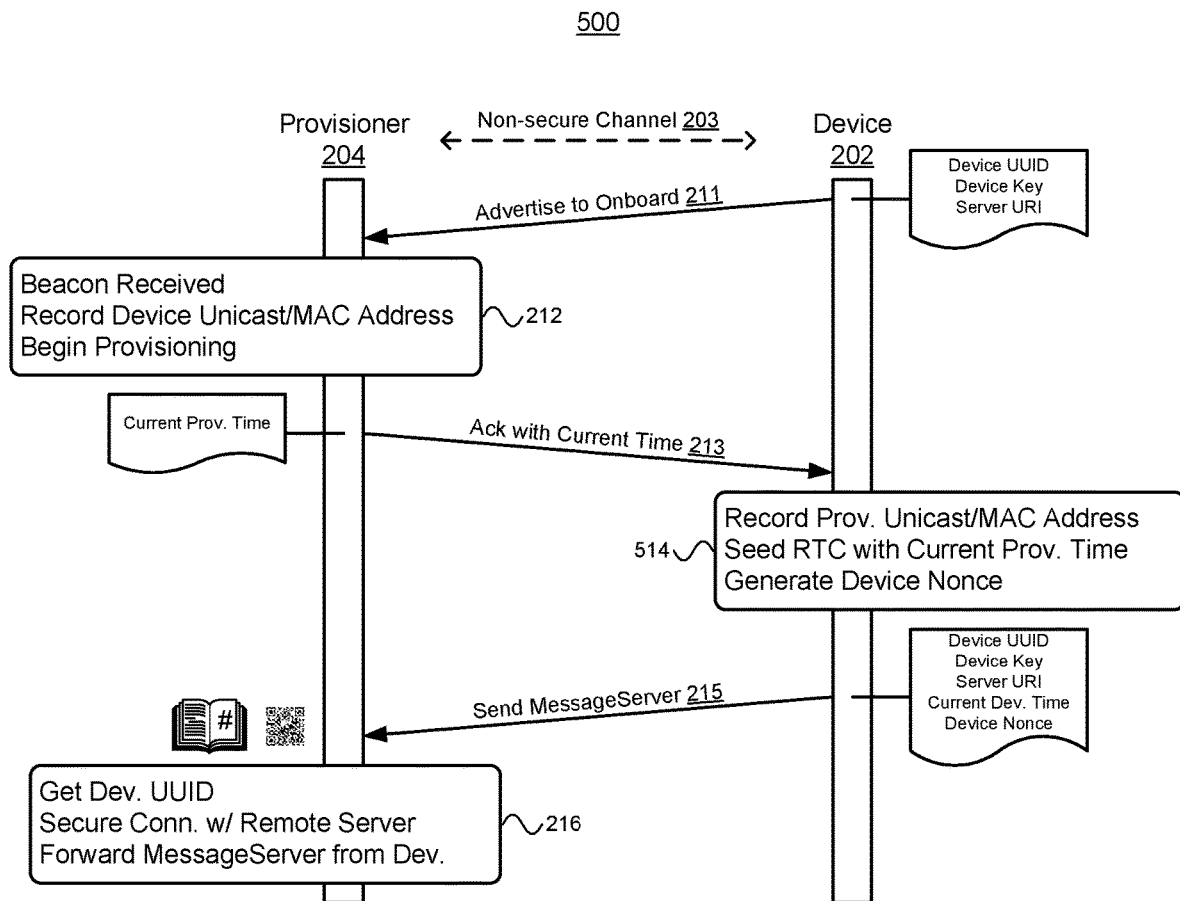 500
Provisioner
204
Non-secure Channel 203
Device
202
Device UUID
Device Key
Server URI
Advertise to Onboard 211
Beacon Received
Record Device Unicast/MAC Address
Begin Provisioning
212
Current Prov. Time
Ack with Current Time 213
Record Prov. Unicast/MAC Address
Seed RTC with Current Prov. Time
Generate Device Nonce
514
Device UUID
Device Key
Server URI
Current Dev. Time
Device Nonce
Send MessageServer 215
#
Get Dev. UUID
Secure Conn. w/ Remote Server
Forward MessageServer from Dev.
216